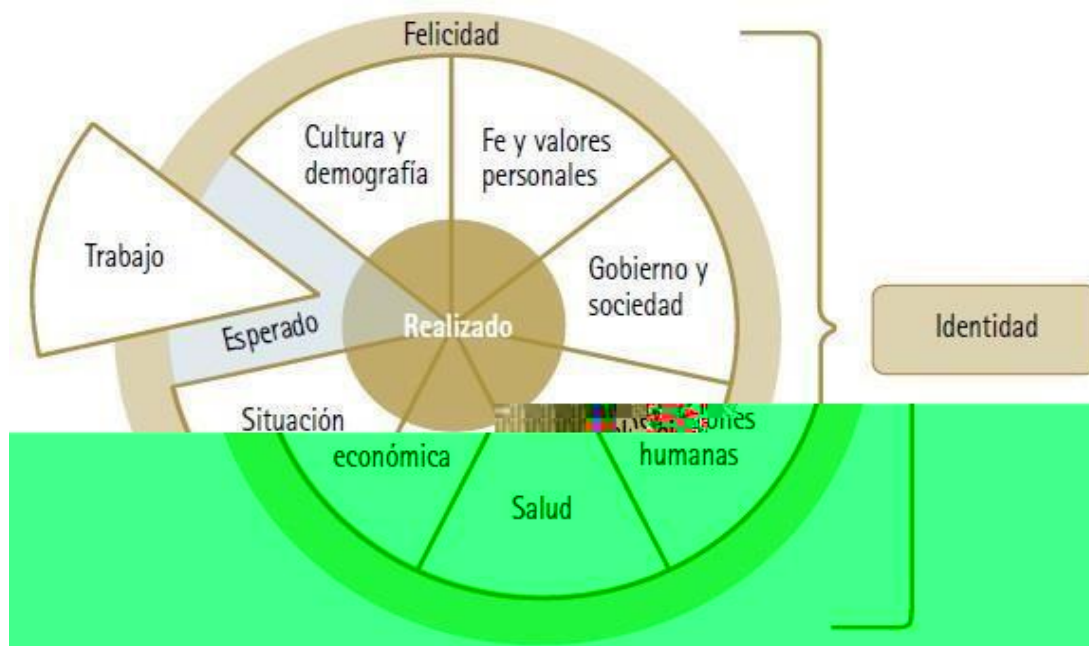 Felicidad
Cultura y
demografía
Fe y valores
personales
Trabajo
Gobierno y
sociedad
Esperado
Realizado
Identidad
Situación
económica
humanas
Salud